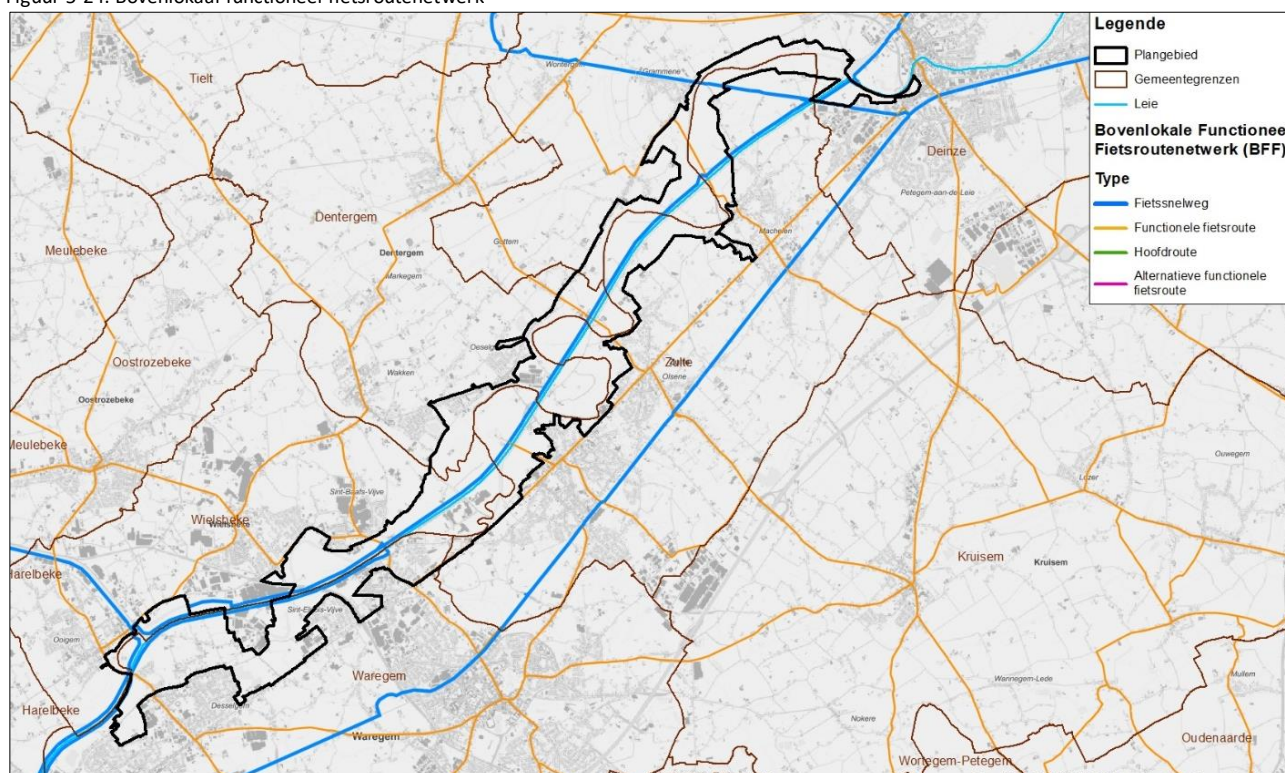 Figuur 3-24: Bovenlokaal functioneel fietsroutenetwerk
Legende
Plangebied
Gemeentegrenzen
Leie
Bovenlokale Functionee
Fietsroutenetwerk (BFF)
Type
Fietssnelweg
Functionele fietsroute
Hoofdroute
Alternatieve functionele
fietsroute
Tielt
Wontergem
Grammene
Deinze
Petegem-aan-de-Leie
Dentergem
Meulebeke
Gottem
Machelen
Dentergem
Markegem
Oostrozebeke
Wakken
Zulte
Olsene
Oostrozebeke
Meulebeke
Ouwegem
Lozer
Sint-Baafs-Vijve
Wielsbeke
Wielsbeke
Kruisem
Kruisem
Harelbeke
Sint-Eloois-Vijve
Ooigem
Waregem
Wannegem-Lede
Mullem
Harelbeke
Desselgem
Nokere
Waregem
Oudenaarde
Wortegem-Petegem